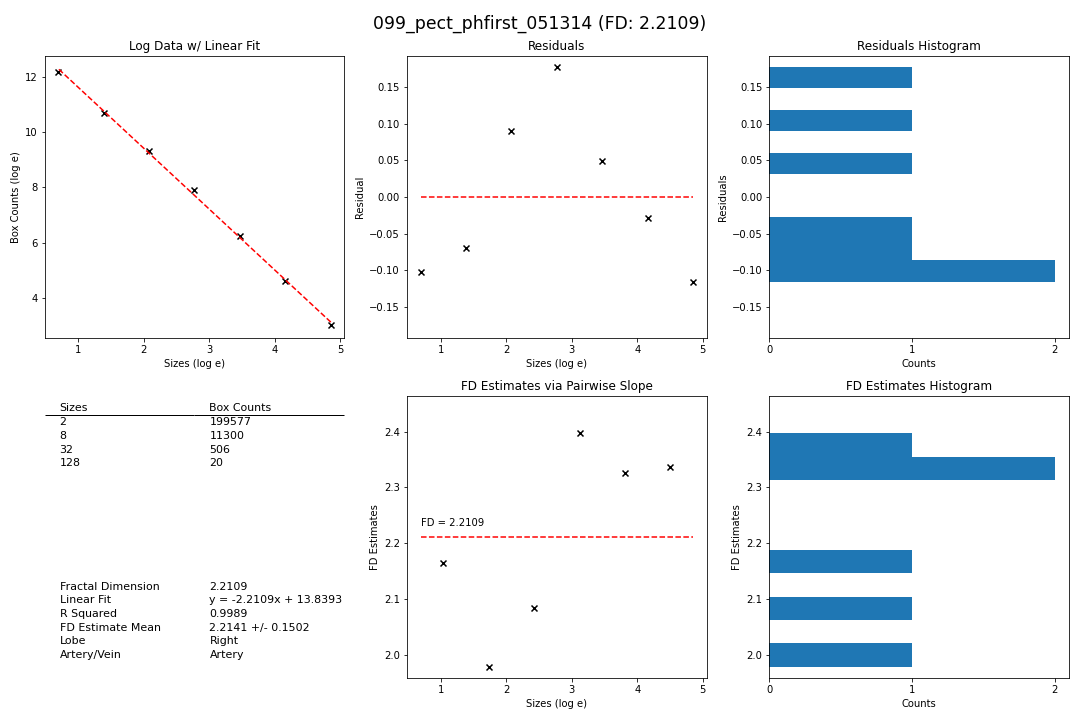 099_pect_phfirst_051314 (FD: 2.2109)
Log Data w/ Linear Fit
12
10
8
6
4
Box Counts (log e)
1 2 3 4 5
Sizes (log e)
Residuals
0.15
0.10
0.05
0.00
−0.05
−0.10
−0.15
Residual
1 2 3 4 5
Sizes (log e)
Residuals Histogram
0.15
0.10
0.05
0.00
−0.05
−0.10
−0.15
Residuals
0 1 2
Counts
Sizes Box Counts
2 199577
8 11300
32 506
128 20
Fractal Dimension 2.2109
Linear Fit y = -2.2109x + 13.8393
R Squared 0.9989
FD Estimate Mean 2.2141 +/- 0.1502
Lobe Right
Artery/Vein Artery
FD Estimates via Pairwise Slope
2.4
2.3
2.2
2.1
2.0
FD Estimates
FD = 2.2109
1 2 3 4 5
Sizes (log e)
FD Estimates Histogram
2.4
2.3
2.2
2.1
2.0
FD Estimates
0 1 2
Counts